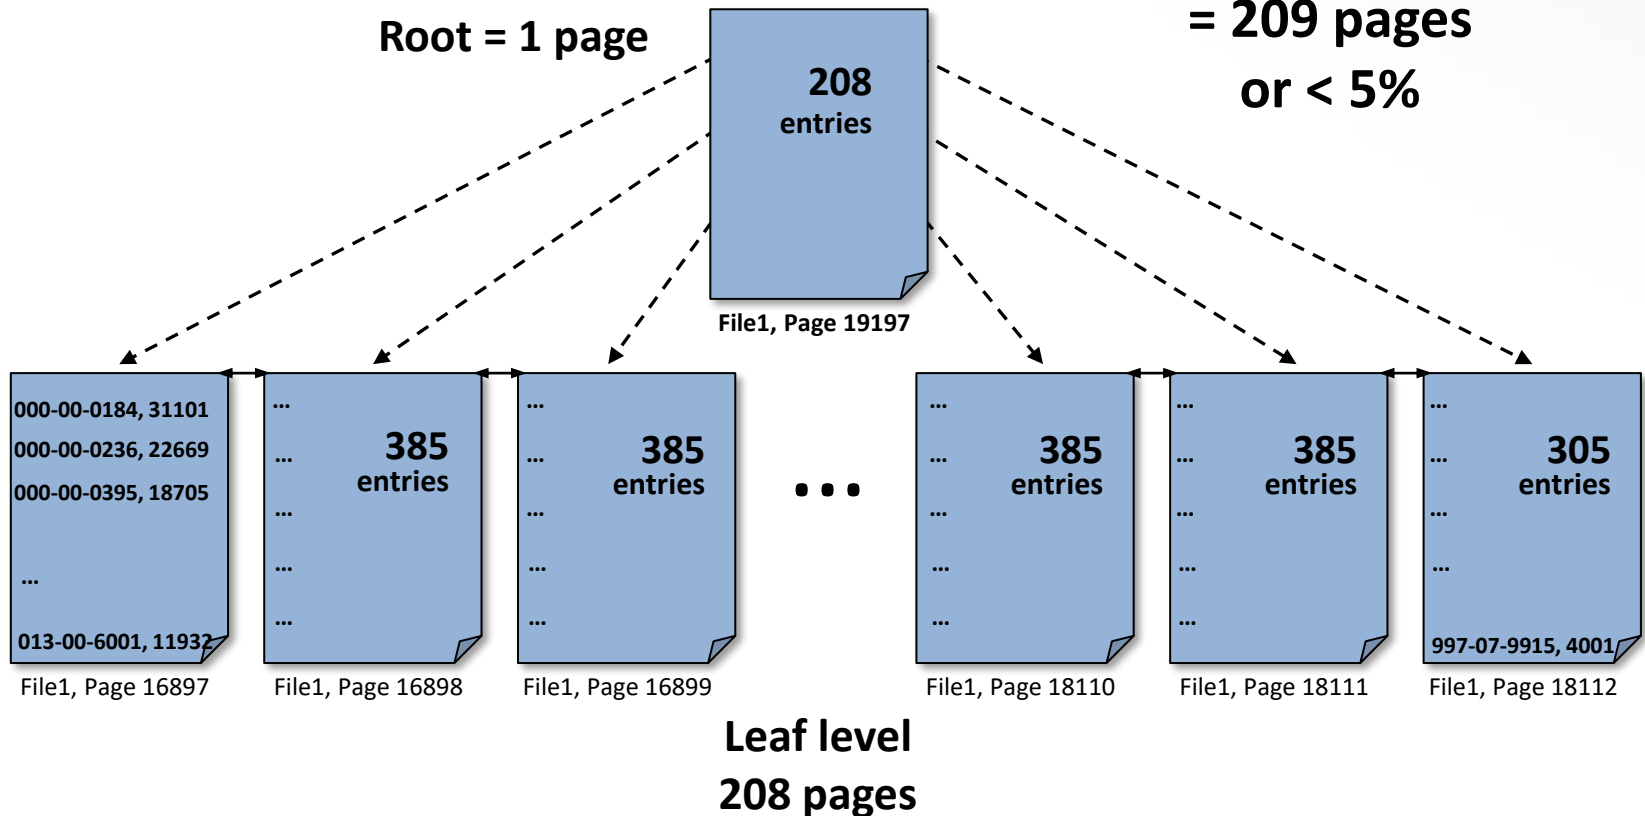 Root = 1 page
= 209 pages
or < 5%
208
entries
File1, Page 19197
000-00-0184, 31101
000-00-0236, 22669
000-00-0395, 18705
...
013-00-6001, 11932
File1, Page 16897
...
...
...
...
...
385
entries
File1, Page 16898
...
...
...
...
...
385
entries
File1, Page 16899
...
...
...
...
...
...
385
entries
File1, Page 18110
...
...
...
...
...
385
entries
File1, Page 18111
...
...
...
...
305
entries
997-07-9915, 4001
File1, Page 18112
Leaf level
208 pages